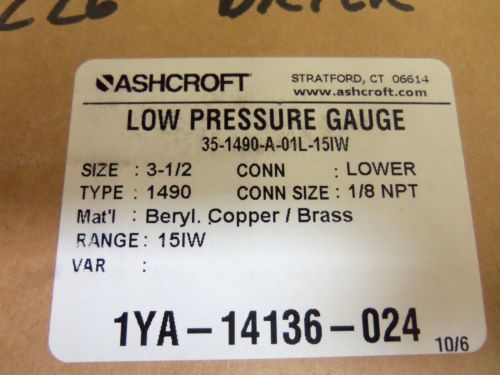 226
ASHCROFT
STRATFORD, CT 06614
www.ashcroft.com
LOW PRESSURE GAUGE
35-1490-A-01L-15IW
SIZE : 3-1/2 CONN : LOWER
TYPE : 1490 CONN SIZE : 1/8 NPT
Mat'l : Beryl. Copper / Brass
RANGE : 15IW
VAR :
1YA-14136-024
10/6